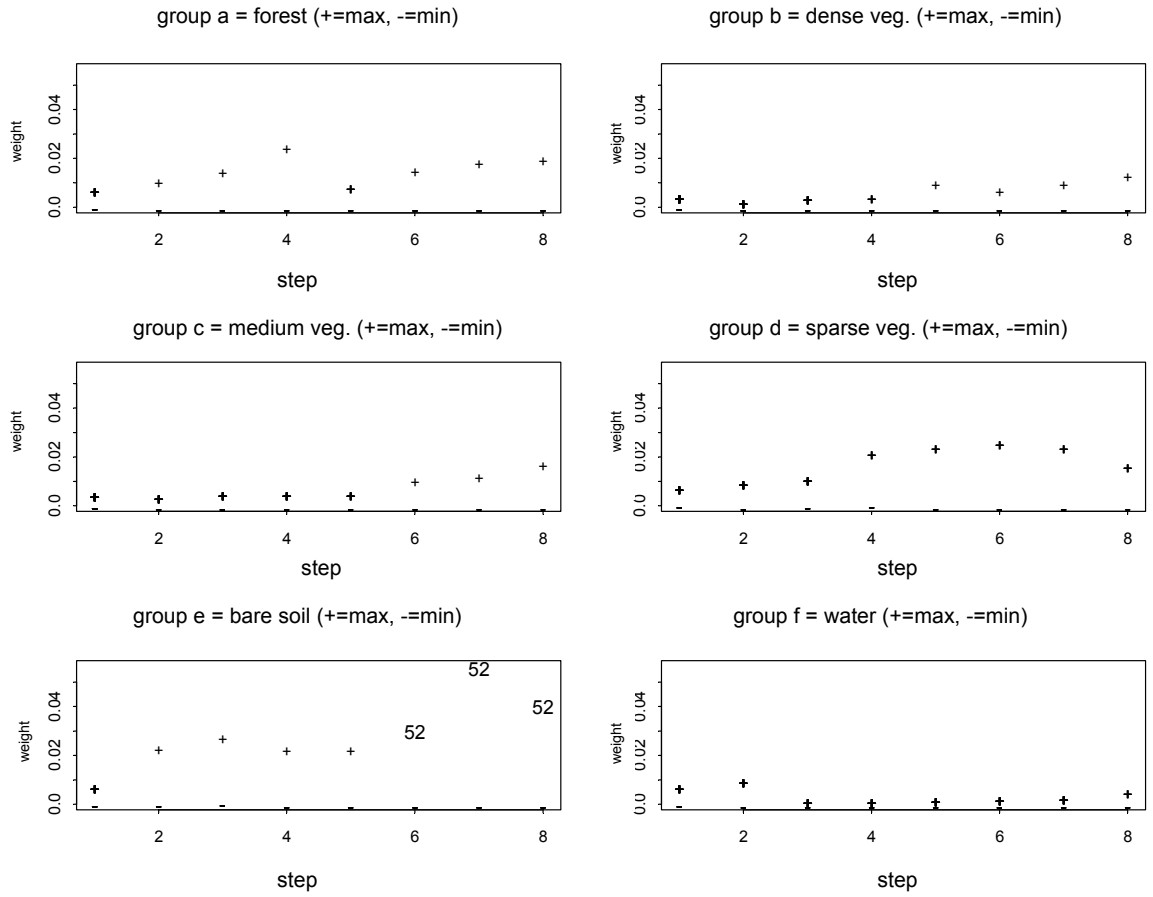 group a = forest (+=max, -=min)
weight
0.04
0.02
0.0
2 4 6 8
step
group b = dense veg. (+=max, -=min)
weight
0.04
0.02
0.0
2 4 6 8
step
group c = medium veg. (+=max, -=min)
weight
0.04
0.02
0.0
2 4 6 8
step
group d = sparse veg. (+=max, -=min)
weight
0.04
0.02
0.0
2 4 6 8
step
group e = bare soil (+=max, -=min)
weight
0.04
0.02
0.0
52
52
52
2 4 6 8
step
group f = water (+=max, -=min)
weight
0.04
0.02
0.0
2 4 6 8
step